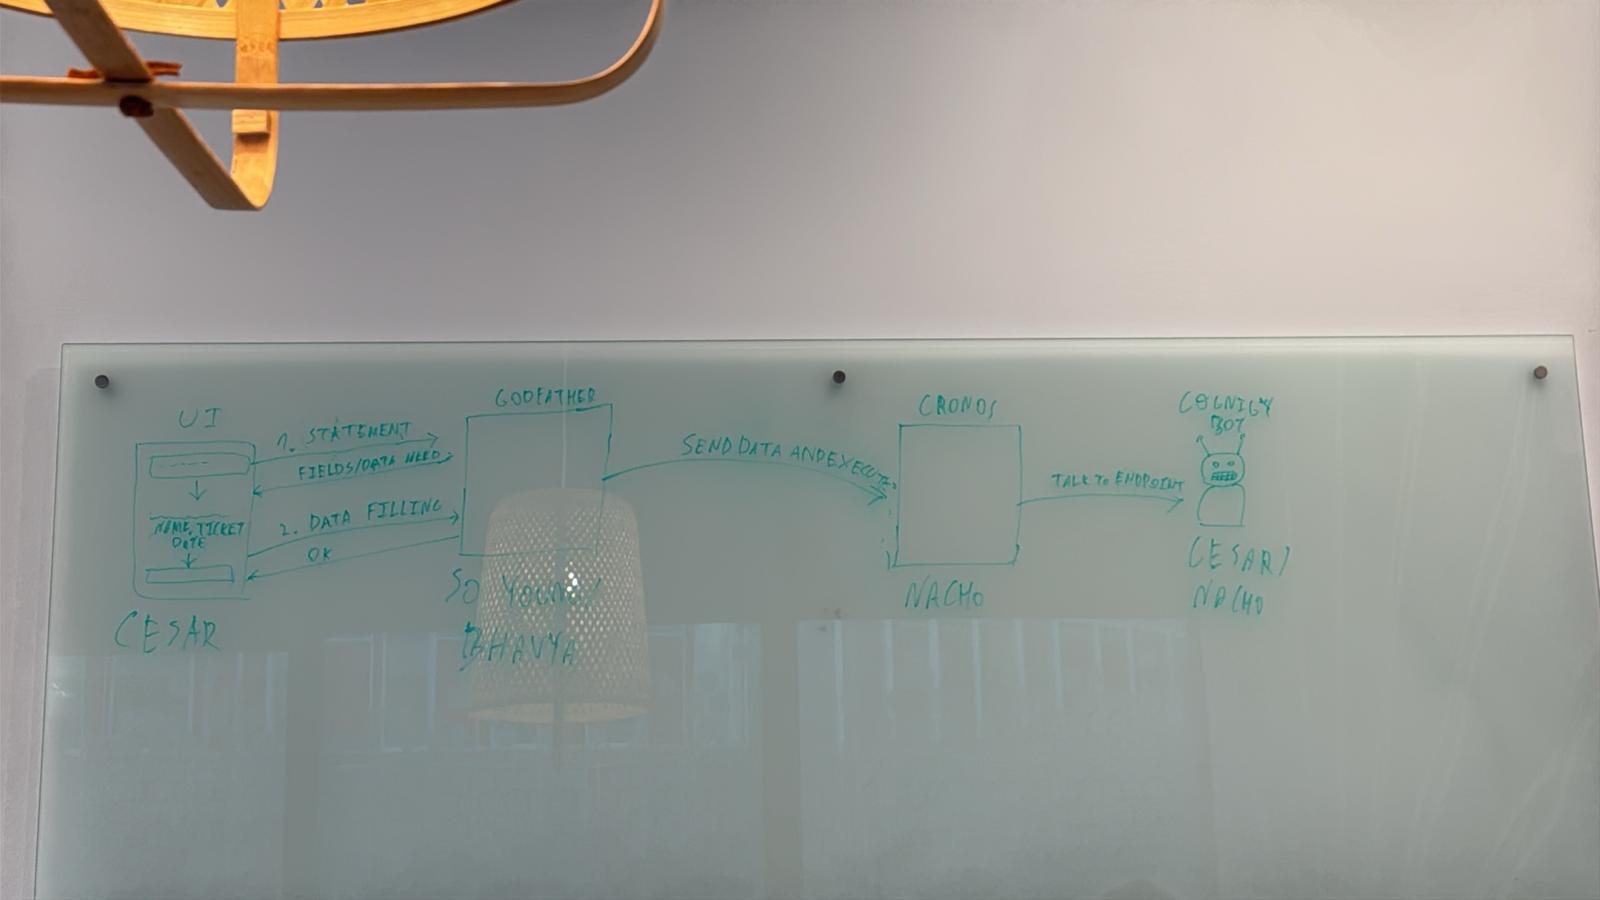 UI
1. STATEMENT
FIELDS/DATA NEED
NAME, TICKET
DATE
2. DATA FILLING
OK
CESAR
GODFATHER
SO YOUNG/
BHAVYA
SEND DATA AND EXECUTE
CRONOS
NACHO
TALK TO ENDPOINT
COGNIGY
BOT
CESAR/
NACHO